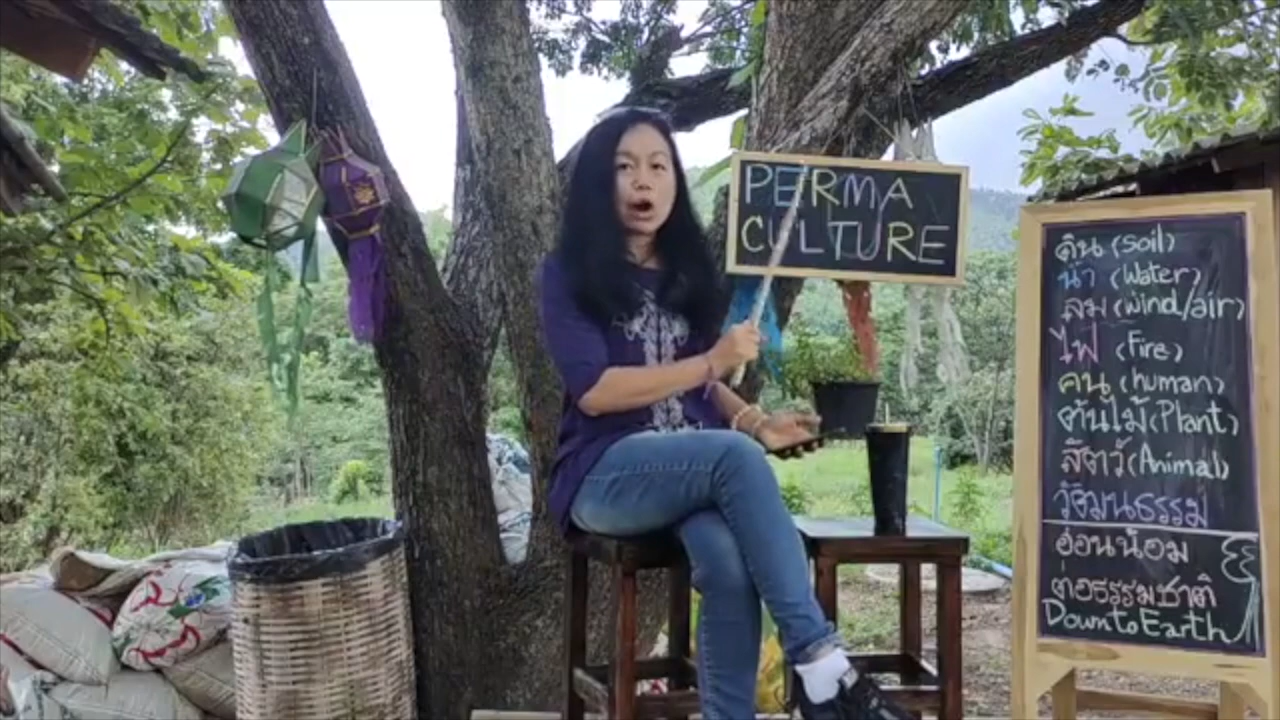 PERMA
CULTURE
ดิน (Soil)
น้ำ (Water)
ลม (wind/air)
ไฟ (Fire)
คน (human)
ต้นไม้ (Plant)
สัตว์ (Animal)
วัฒนธรรม
อ่อนน้อม
ต่อธรรมชาติ
Down to Earth